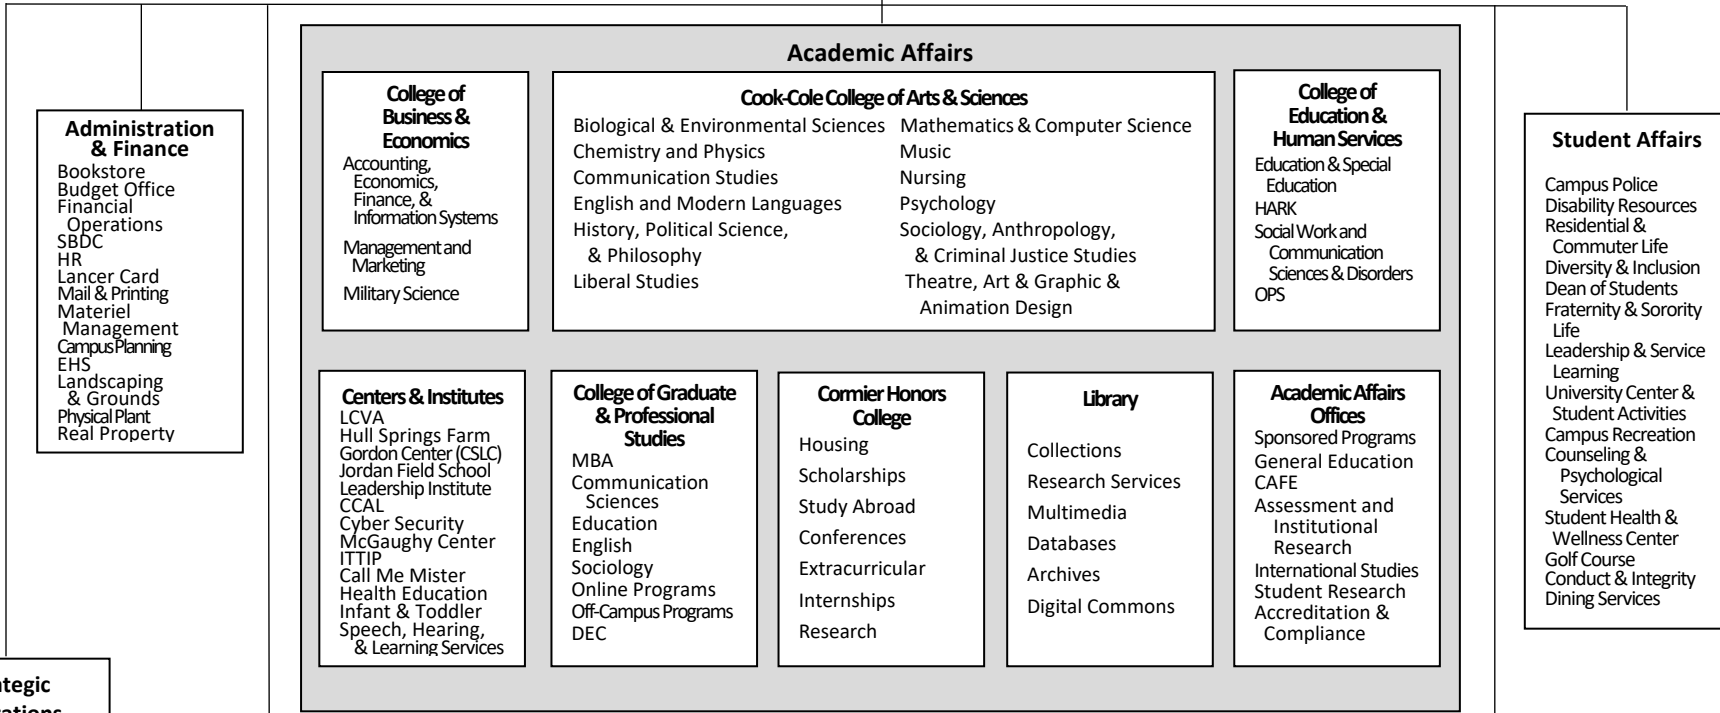 Academic Affairs
Administration
& Finance
Bookstore
Budget Office
Financial
Operations
SBDC
HR
Lancer Card
Mail & Printing
Materiel
Management
Campus Planning
EHS
Landscaping
& Grounds
Physical Plant
Real Property
College of
Business &
Economics
Accounting,
Economics,
Finance, &
Information Systems
Management and
Marketing
Military Science
Cook-Cole College of Arts & Sciences
Biological & Environmental Sciences
Chemistry and Physics
Communication Studies
English and Modern Languages
History, Political Science,
& Philosophy
Liberal Studies
Mathematics & Computer Science
Music
Nursing
Psychology
Sociology, Anthropology,
& Criminal Justice Studies
Theatre, Art & Graphic &
Animation Design
College of
Education &
Human Services
Education & Special
Education
HARK
Social Work and
Communication
Sciences & Disorders
OPS
Centers & Institutes
LCVA
Hull Springs Farm
Gordon Center (CSLC)
Jordan Field School
Leadership Institute
CCAL
Cyber Security
McGaughy Center
ITTIP
Call Me Mister
Health Education
Infant & Toddler
Speech, Hearing,
& Learning Services
College of Graduate
& Professional
Studies
MBA
Communication
Sciences
Education
English
Sociology
Online Programs
Off-Campus Programs
DEC
Cormier Honors
College
Housing
Scholarships
Study Abroad
Conferences
Extracurricular
Internships
Research
Library
Collections
Research Services
Multimedia
Databases
Archives
Digital Commons
Academic Affairs
Offices
Sponsored Programs
General Education
CAFE
Assessment and
Institutional
Research
International Studies
Student Research
Accreditation &
Compliance
Student Affairs
Campus Police
Disability Resources
Residential &
Commuter Life
Diversity & Inclusion
Dean of Students
Fraternity & Sorority
Life
Leadership & Service
Learning
University Center &
Student Activities
Campus Recreation
Counseling &
Psychological
Services
Student Health &
Wellness Center
Golf Course
Conduct & Integrity
Dining Services